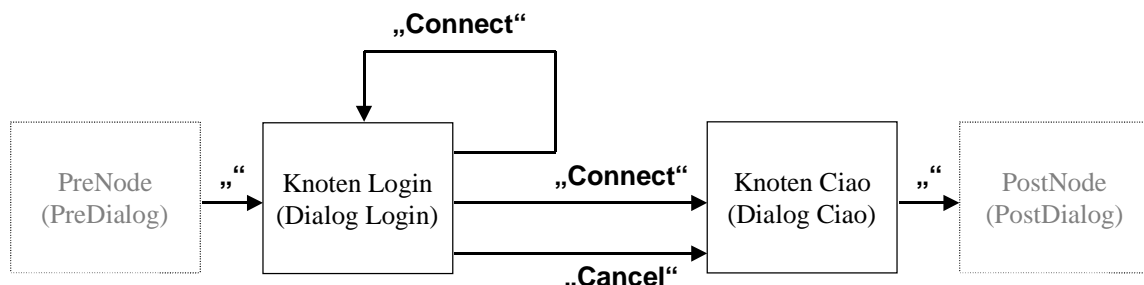 „Connect“
PreNode
(PreDialog)
„“
Knoten Login
(Dialog Login)
„Connect“
„Cancel“
Knoten Ciao
(Dialog Ciao)
„“
PostNode
(PostDialog)